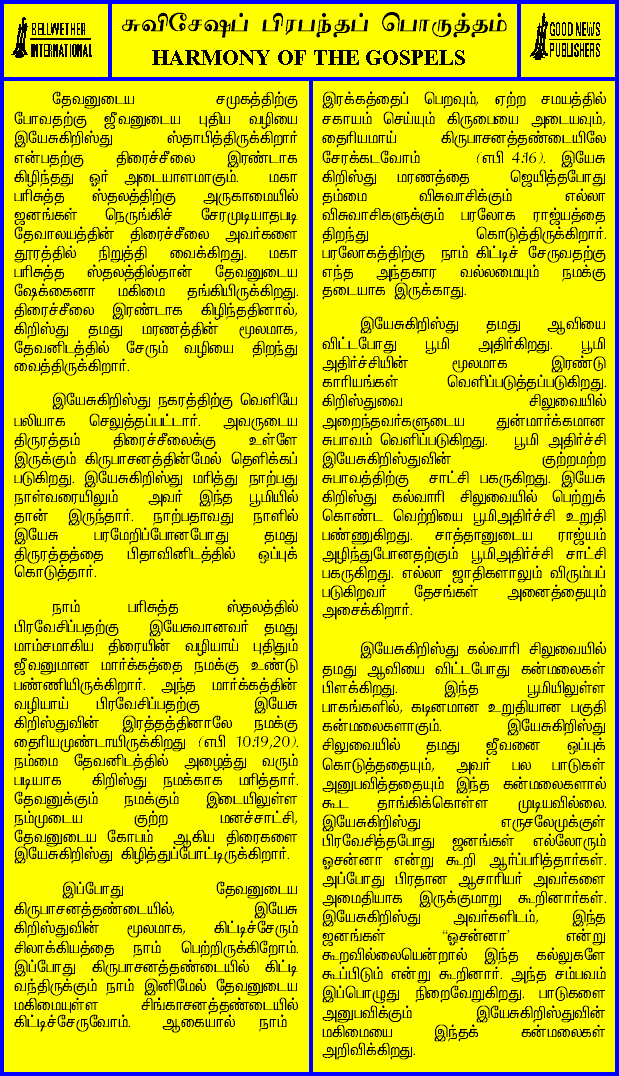 BELLWETHER
INTERNATIONAL
சுவிசேஷப் பிரபந்தப் பொருத்தம்
HARMONY OF THE GOSPELS
GOOD NEWS
PUBLISHERS
தேவனுடைய சமுகத்திற்கு
போவதற்கு ஜீவனுடைய புதிய வழியை
இயேசுகிறிஸ்து ஸ்தாபித்திருக்கிறார்
என்பதற்கு திரைச்சீலை இரண்டாக
கிழிந்தது ஓர் அடையாளமாகும். மகா
பரிசுத்த ஸ்தலத்திற்கு அருகாமையில்
ஜனங்கள் நெருங்கிச் சேரமுடியாதபடி
தேவாலயத்தின் திரைச்சீலை அவர்களை
தூரத்தில் நிறுத்தி வைக்கிறது. மகா
பரிசுத்த ஸ்தலத்தில்தான் தேவனுடைய
ஷேக்கைனா மகிமை தங்கியிருக்கிறது.
திரைச்சீலை இரண்டாக கிழிந்ததினால்,
கிறிஸ்து தமது மரணத்தின் மூலமாக,
தேவனிடத்தில் சேரும் வழியை திறந்து
வைத்திருக்கிறார்.
இயேசுகிறிஸ்து நகரத்திற்கு வெளியே
பலியாக செலுத்தப்பட்டார். அவருடைய
திருரத்தம் திரைச்சீலைக்கு உள்ளே
இருக்கும் கிருபாசனத்தின்மேல் தெளிக்கப்
படுகிறது. இயேசுகிறிஸ்து மரித்து நாற்பது
நாள்வரையிலும் அவர் இந்த பூமியில்
தான் இருந்தார். நாற்பதாவது நாளில்
இயேசு பரமேறிப்போனபோது தமது
திருரத்தத்தை பிதாவினிடத்தில் ஒப்புக்
கொடுத்தார்.
நாம் பரிசுத்த ஸ்தலத்தில்
பிரவேசிப்பதற்கு இயேசுவானவர் தமது
மாம்சமாகிய திரையின் வழியாய் புதிதும்
ஜீவனுமான மார்க்கத்தை நமக்கு உண்டு
பண்ணியிருக்கிறார். அந்த மார்க்கத்தின்
வழியாய் பிரவேசிப்பதற்கு இயேசு
கிறிஸ்துவின் இரத்தத்தினாலே நமக்கு
தைரியமுண்டாயிருக்கிறது (எபி 10:19,20).
நம்மை தேவனிடத்தில் அழைத்து வரும்
படியாக கிறிஸ்து நமக்காக மரித்தார்.
தேவனுக்கும் நமக்கும் இடையிலுள்ள
நம்முடைய குற்ற மனச்சாட்சி,
தேவனுடைய கோபம் ஆகிய திரைகளை
இயேசுகிறிஸ்து கிழித்துப்போட்டிருக்கிறார்.
இப்போது தேவனுடைய
கிருபாசனத்தண்டையில், இயேசு
கிறிஸ்துவின் மூலமாக, கிட்டிச்சேரும்
சிலாக்கியத்தை நாம் பெற்றிருக்கிறோம்.
இப்போது கிருபாசனத்தண்டையில் கிட்டி
வந்திருக்கும் நாம் இனிமேல் தேவனுடைய
மகிமையுள்ள சிங்காசனத்தண்டையில்
கிட்டிச்சேருவோம். ஆகையால் நாம்
இரக்கத்தைப் பெறவும், ஏற்ற சமயத்தில்
சகாயம் செய்யும் கிருபையை அடையவும்,
தைரியமாய் கிருபாசனத்தண்டையிலே
சேரக்கடவோம் (எபி 4:16). இயேசு
கிறிஸ்து மரணத்தை ஜெயித்தபோது
தம்மை விசுவாசிக்கும் எல்லா
விசுவாசிகளுக்கும் பரலோக ராஜ்யத்தை
திறந்து கொடுத்திருக்கிறார்.
பரலோகத்திற்கு நாம் கிட்டிச் சேருவதற்கு
எந்த அந்தகார வல்லமையும் நமக்கு
தடையாக இருக்காது.
இயேசுகிறிஸ்து தமது ஆவியை
விட்டபோது பூமி அதிர்கிறது. பூமி
அதிர்ச்சியின் மூலமாக இரண்டு
காரியங்கள் வெளிப்படுத்தப்படுகிறது.
கிறிஸ்துவை சிலுவையில்
அறைந்தவர்களுடைய துன்மார்க்கமான
சுபாவம் வெளிப்படுகிறது. பூமி அதிர்ச்சி
இயேசுகிறிஸ்துவின் குற்றமற்ற
சுபாவத்திற்கு சாட்சி பகருகிறது. இயேசு
கிறிஸ்து கல்வாரி சிலுவையில் பெற்றுக்
கொண்ட வெற்றியை பூமிஅதிர்ச்சி உறுதி
பண்ணுகிறது. சாத்தானுடைய ராஜ்யம்
அழிந்துபோனதற்கும் பூமிஅதிர்ச்சி சாட்சி
பகருகிறது. எல்லா ஜாதிகளாலும் விரும்பப்
படுகிறவர் தேசங்கள் அனைத்தையும்
அசைக்கிறார்.
இயேசுகிறிஸ்து கல்வாரி சிலுவையில்
தமது ஆவியை விட்டபோது கன்மலைகள்
பிளக்கிறது. இந்த பூமியிலுள்ள
பாகங்களில், கடினமான உறுதியான பகுதி
கன்மலைகளாகும். இயேசுகிறிஸ்து
சிலுவையில் தமது ஜீவனை ஒப்புக்
கொடுத்ததையும், அவர் பல பாடுகள்
அனுபவித்ததையும் இந்த கன்மலைகளால்
கூட தாங்கிக்கொள்ள முடியவில்லை.
இயேசுகிறிஸ்து எருசலேமுக்குள்
பிரவேசித்தபோது ஜனங்கள் எல்லோரும்
ஓசன்னா என்று கூறி ஆர்ப்பரித்தார்கள்.
அப்போது பிரதான ஆசாரியர் அவர்களை
அமைதியாக இருக்குமாறு கூறினார்கள்.
இயேசுகிறிஸ்து அவர்களிடம், இந்த
ஜனங்கள் “ஓசன்னா’ என்று
கூறவில்லையென்றால் இந்த கல்லுகளே
கூப்பிடும் என்று கூறினார். அந்த சம்பவம்
இப்பொழுது நிறைவேறுகிறது. பாடுகளை
அனுபவிக்கும் இயேசுகிறிஸ்துவின்
மகிமையை இந்தக் கன்மலைகள்
அறிவிக்கிறது.